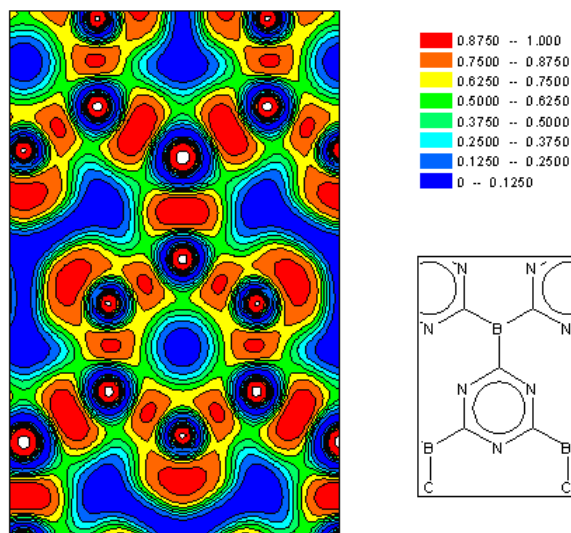 0.8750 -- 1.000
0.7500 -- 0.8750
0.6250 -- 0.7500
0.5000 -- 0.6250
0.3750 -- 0.5000
0.2500 -- 0.3750
0.1250 -- 0.2500
0 -- 0.1250
N N
N B N
N N
B N B
C C